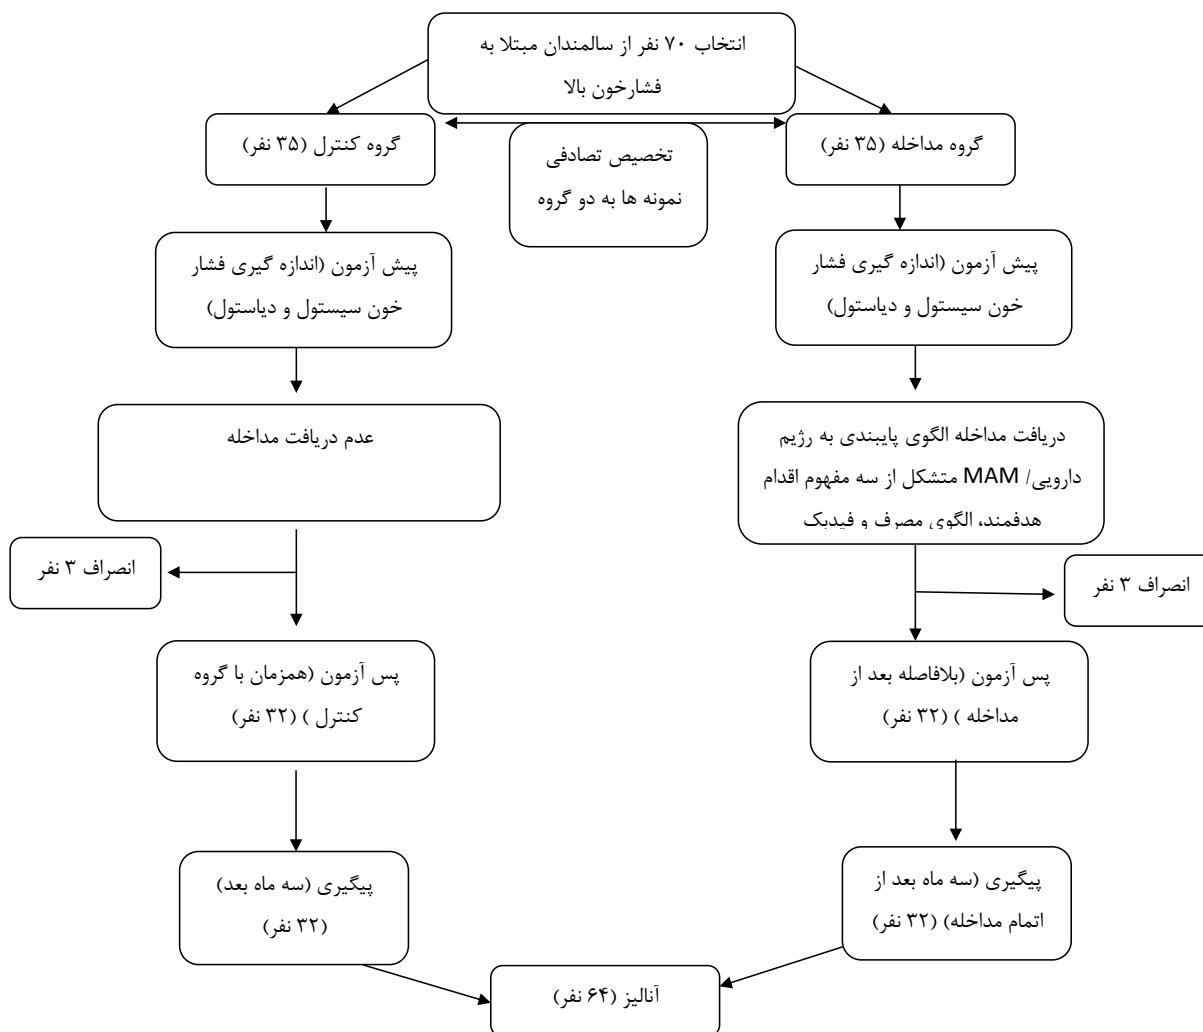 انتخاب ۷۰ نفر از سالمندان مبتلا به
فشارخون بالا
گروه مداخله (۳۵ نفر)
تخصیص تصادفی
نمونه ها به دو گروه
گروه کنترل (۳۵ نفر)
پیش آزمون (اندازه گیری فشار
خون سیستول و دیاستول)
پیش آزمون (اندازه گیری فشار
خون سیستول و دیاستول)
دریافت مداخله الگوی پایبندی به رژیم
دارویی/ MAM متشکل از سه مفهوم اقدام
هدفمند، الگوی مصرف و فیدبک
عدم دریافت مداخله
انصراف ۳ نفر
انصراف ۳ نفر
پس آزمون (بلافاصله بعد از
مداخله ) (۳۲ نفر)
پس آزمون (همزمان با گروه
کنترل ) (۳۲ نفر)
پیگیری (سه ماه بعد از
اتمام مداخله) (۳۲ نفر)
پیگیری (سه ماه بعد)
(۳۲ نفر)
آنالیز (۶۴ نفر)